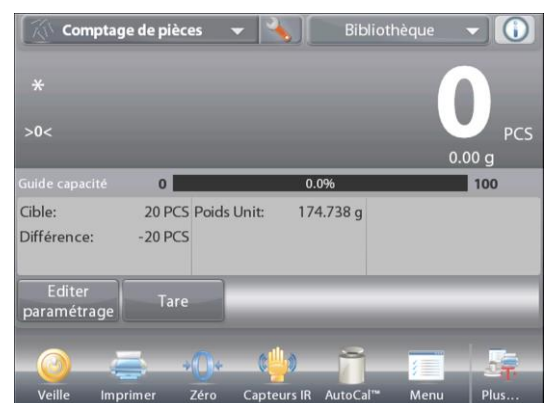 Comptage de pièces Bibliothèque
*
0
>0< PCS
0.00 g
Guide capacité 0 0.0% 100
Cible: 20 PCS Poids Unit: 174.738 g
Différence: -20 PCS
Editer
paramétrage Tare
Veille Imprimer Zéro Capteurs IR AutoCal™ Menu Plus...